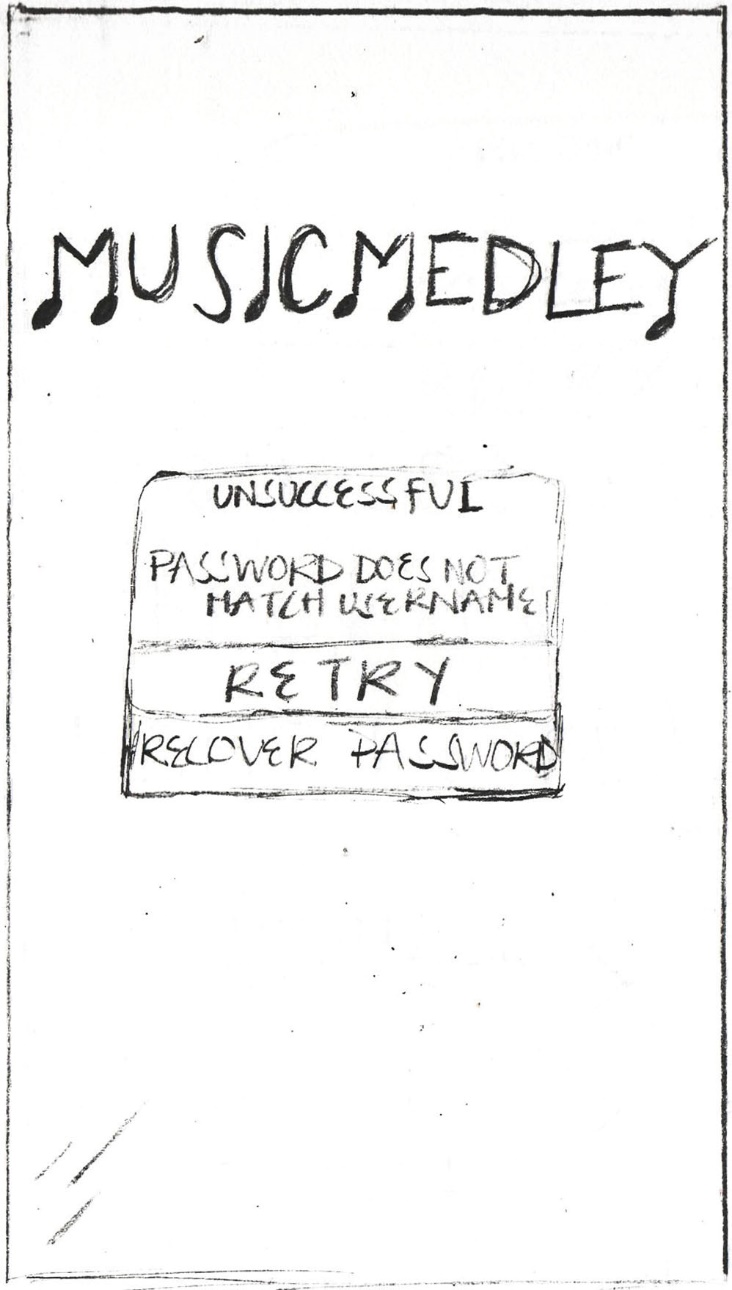 MUSICMEDLEY
UNSUCCESSFUL
PASSWORD DOES NOT
MATCH USERNAME!
RETRY
RECOVER PASSWORD